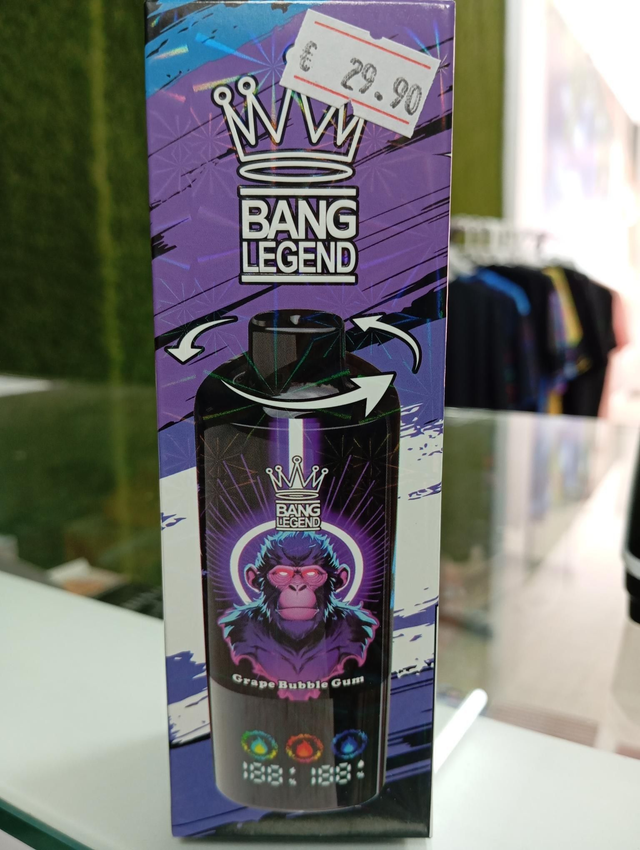 € 29.90
BANG
LEGEND
BANG
LEGEND
Grape Bubble Gum
188 188